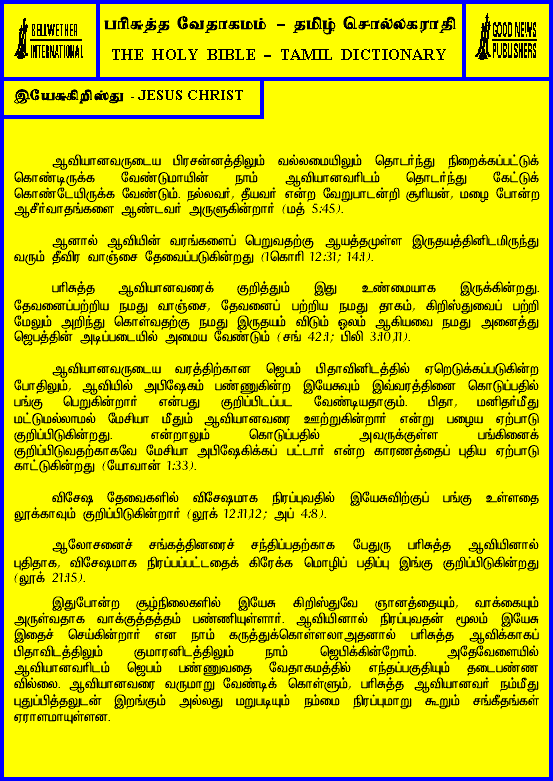 BELLWETHER
INTERNATIONAL
பரிசுத்த வேதாகமம் – தமிழ் சொல்லகராதி
THE HOLY BIBLE – TAMIL DICTIONARY
GOOD NEWS
PUBLISHERS
இயேசுகிறிஸ்து - JESUS CHRIST
ஆவியானவருடைய பிரசன்னத்திலும் வல்லமையிலும் தொடர்ந்து நிறைக்கப்பட்டுக்
கொண்டிருக்க வேண்டுமாயின் நாம் ஆவியானவரிடம் தொடர்ந்து கேட்டுக்
கொண்டேயிருக்க வேண்டும். நல்லவர், தீயவர் என்ற வேறுபாடன்றி சூரியன், மழை போன்ற
ஆசீர்வாதங்களை ஆண்டவர் அருளுகின்றார் (மத் 5:45).
ஆனால் ஆவியின் வரங்களைப் பெறுவதற்கு ஆயத்தமுள்ள இருதயத்தினிடமிருந்து
வரும் தீவிர வாஞ்சை தேவைப்படுகின்றது (1கொரி 12:31; 14:1).
பரிசுத்த ஆவியானவரைக் குறித்தும் இது உண்மையாக இருக்கின்றது.
தேவனைப்பற்றிய நமது வாஞ்சை, தேவனைப் பற்றிய நமது தாகம், கிறிஸ்துவைப் பற்றி
மேலும் அறிந்து கொள்வதற்கு நமது இருதயம் விடும் ஓலம் ஆகியவை நமது அனைத்து
ஜெபத்தின் அடிப்படையில் அமைய வேண்டும் (சங் 42:1; பிலி 3:10,11).
ஆவியானவருடைய வரத்திற்கான ஜெபம் பிதாவினிடத்தில் ஏறெடுக்கப்படுகின்ற
போதிலும், ஆவியில் அபிஷேகம் பண்ணுகின்ற இயேசுவும் இவ்வரத்தினை கொடுப்பதில்
பங்கு பெறுகின்றார் என்பது குறிப்பிடப்பட வேண்டியதாகும். பிதா, மனிதர்மீது
மட்டுமல்லாமல் மேசியா மீதும் ஆவியானவரை ஊற்றுகின்றார் என்று பழைய ஏற்பாடு
குறிப்பிடுகின்றது. என்றாலும் கொடுப்பதில் அவருக்குள்ள பங்கினைக்
குறிப்பிடுவதற்காகவே மேசியா அபிஷேகிக்கப் பட்டார் என்ற காரணத்தைப் புதிய ஏற்பாடு
காட்டுகின்றது (யோவான் 1:33).
விசேஷ தேவைகளில் விசேஷமாக நிரப்புவதில் இயேசுவிற்குப் பங்கு உள்ளதை
லூக்காவும் குறிப்பிடுகின்றார் (லூக் 12:11,12; அப் 4:8).
ஆலோசனைச் சங்கத்தினரைச் சந்திப்பதற்காக பேதுரு பரிசுத்த ஆவியினால்
புதிதாக, விசேஷமாக நிரப்பப்பட்டதைக் கிரேக்க மொழிப் பதிப்பு இங்கு குறிப்பிடுகின்றது
(லூக் 21:15).
இதுபோன்ற சூழ்நிலைகளில் இயேசு கிறிஸ்துவே ஞானத்தையும், வாக்கையும்
அருள்வதாக வாக்குத்தத்தம் பண்ணியுள்ளார். ஆவியினால் நிரப்புவதன் மூலம் இயேசு
இதைச் செய்கின்றார் என நாம் கருத்துக்கொள்ளலாஅதனால் பரிசுத்த ஆவிக்காகப்
பிதாவிடத்திலும் குமாரனிடத்திலும் நாம் ஜெபிக்கின்றோம். அதேவேளையில்
ஆவியானவரிடம் ஜெபம் பண்ணுவதை வேதாகமத்தில் எந்தப்பகுதியும் தடைபண்ண
வில்லை. ஆவியானவரை வருமாறு வேண்டிக் கொள்ளும், பரிசுத்த ஆவியானவர் நம்மீது
புதுப்பித்தலுடன் இறங்கும் அல்லது மறுபடியும் நம்மை நிரப்புமாறு கூறும் சங்கீதங்கள்
ஏராளமாயுள்ளன.